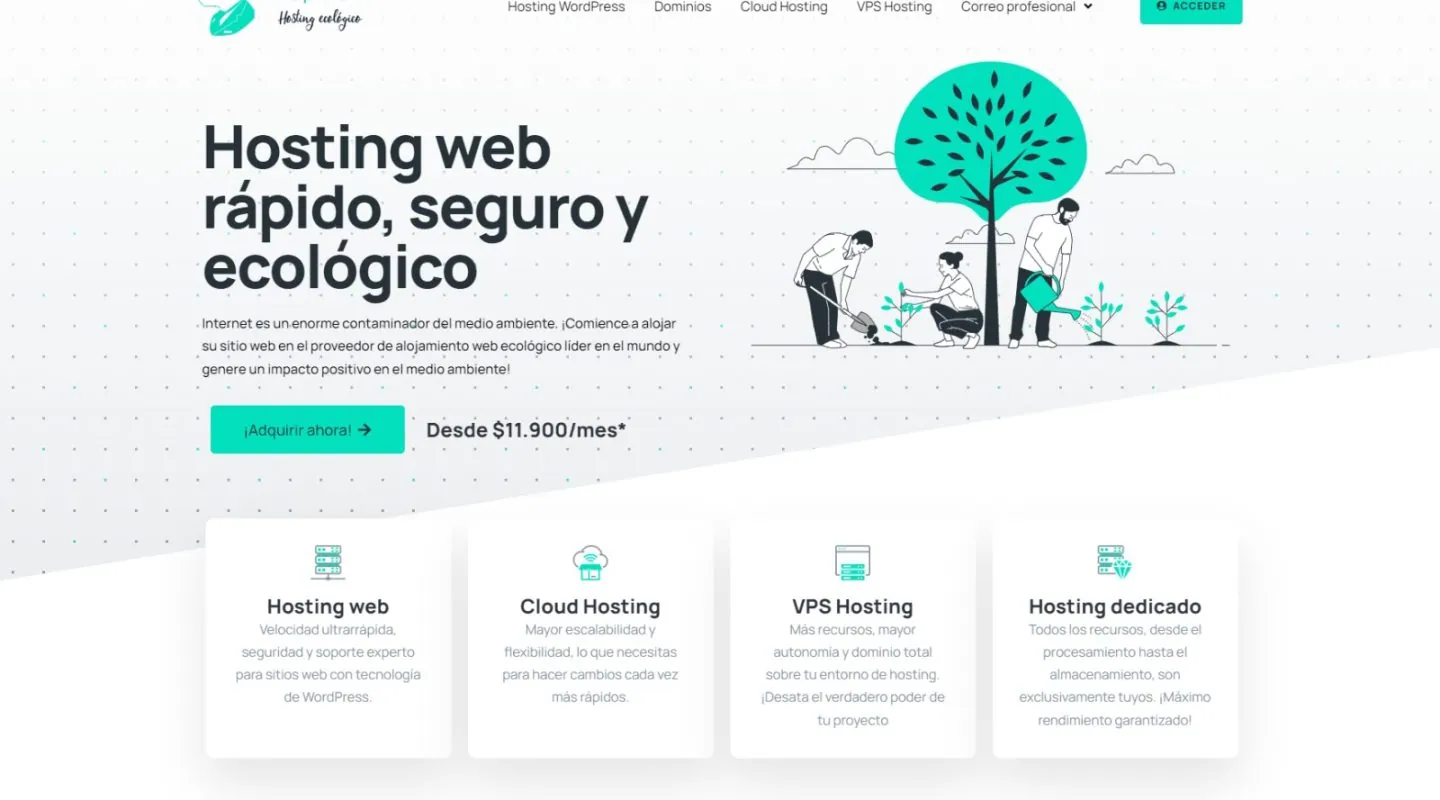 Hosting ecológico
Hosting WordPress
Dominios
Cloud Hosting
VPS Hosting
Correo profesional
ACCEDER
Hosting web
rápido, seguro y
ecológico
Internet es un enorme contaminador del medio ambiente. ¡Comience a alojar
su sitio web en el proveedor de alojamiento web ecológico líder en el mundo y
genere un impacto positivo en el medio ambiente!
¡Adquirir ahora!
Desde $11.900/mes*
Hosting web
Velocidad ultrarrápida,
seguridad y soporte experto
para sitios web con tecnología
de WordPress.
Cloud Hosting
Mayor escalabilidad y
flexibilidad, lo que necesitas
para hacer cambios cada vez
más rápidos.
VPS Hosting
Más recursos, mayor
autonomía y dominio total
sobre tu entorno de hosting.
¡Desata el verdadero poder de
tu proyecto
Hosting dedicado
Todos los recursos, desde el
procesamiento hasta el
almacenamiento, son
exclusivamente tuyos. ¡Máximo
rendimiento garantizado!